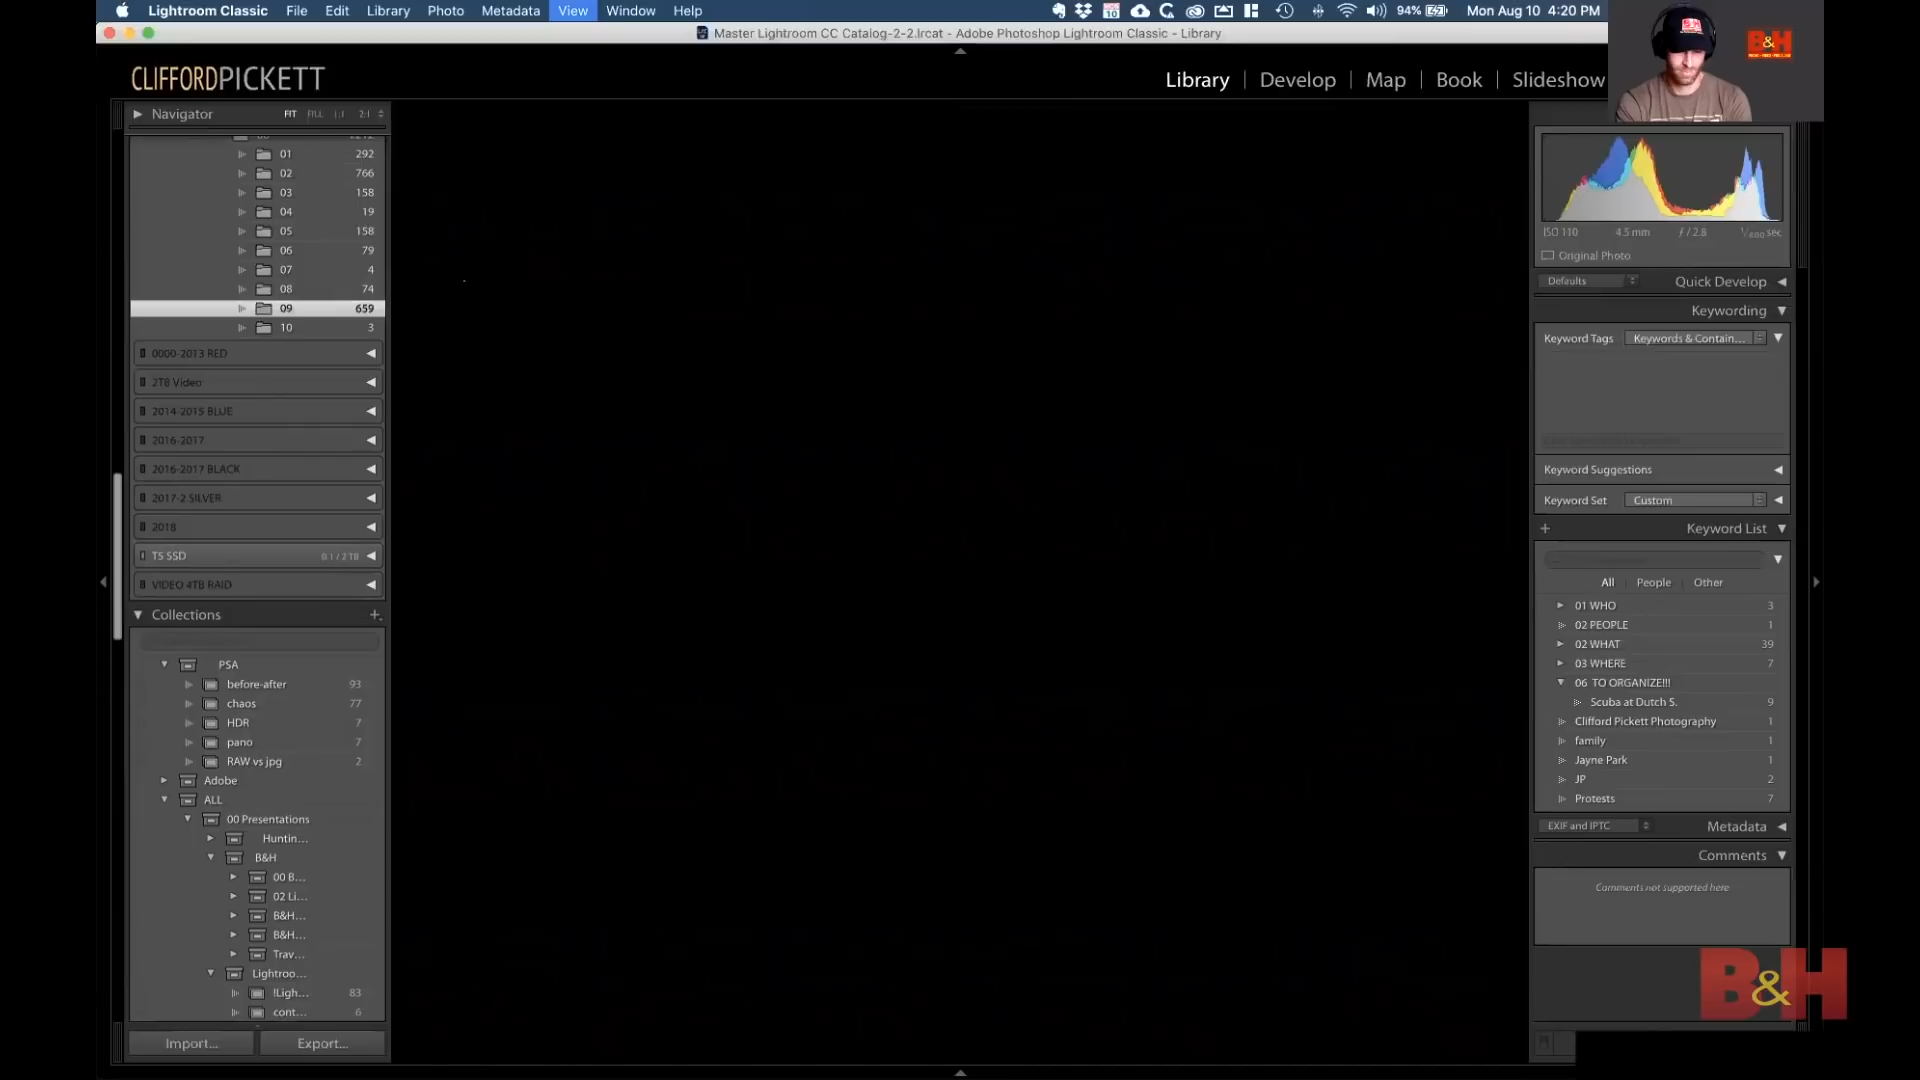 Lightroom Classic File Edit Library Photo Metadata Develop View Window Help 94% Mon Aug 10 4:20 PM
Master Lightroom CC Catalog-2-2.lrcat - Adobe Photoshop Lightroom Classic - Library
CLIFFORDPICKETT
Library | Develop | Map | Book | Slideshow
B&H
Navigator FIT FILL 1:1 2:1
01 292
02 766
03 158
04 19
05 158
06 79
07 4
08 74
09 659
10 3
0000-2013 RED
2TB Video
2014-2015 BLUE
2016-2017
2016-2017 BLACK
2017-2 SILVER
2018
T5 SSD 0.1 / 2 TB
VIDEO 4TB RAID
Collections +
PSA
before-after 93
chaos 77
HDR 7
pano 7
RAW vs jpg 2
Adobe
ALL
00 Presentations
Huntin...
B&H
00 B...
02 Li...
B&H...
B&H...
Trav...
Lightroo...
!Ligh... 83
cont... 6
Import... Export...
ISO 110 4.5 mm ƒ / 2.8 1/600 sec
Original Photo
Defaults Quick Develop
Keywording
Keyword Tags Keywords & Contain...
Keyword Suggestions
Keyword Set Custom
+ Keyword List
All People Other
01 WHO 3
02 PEOPLE 1
02 WHAT 39
03 WHERE 7
06 TO ORGANIZE!!! 
Scuba at Dutch S. 9
Clifford Pickett Photography 1
family 1
Jayne Park 1
JP 2
Protests 7
EXIF and IPTC Metadata
Comments
Comments not supported here
B&H